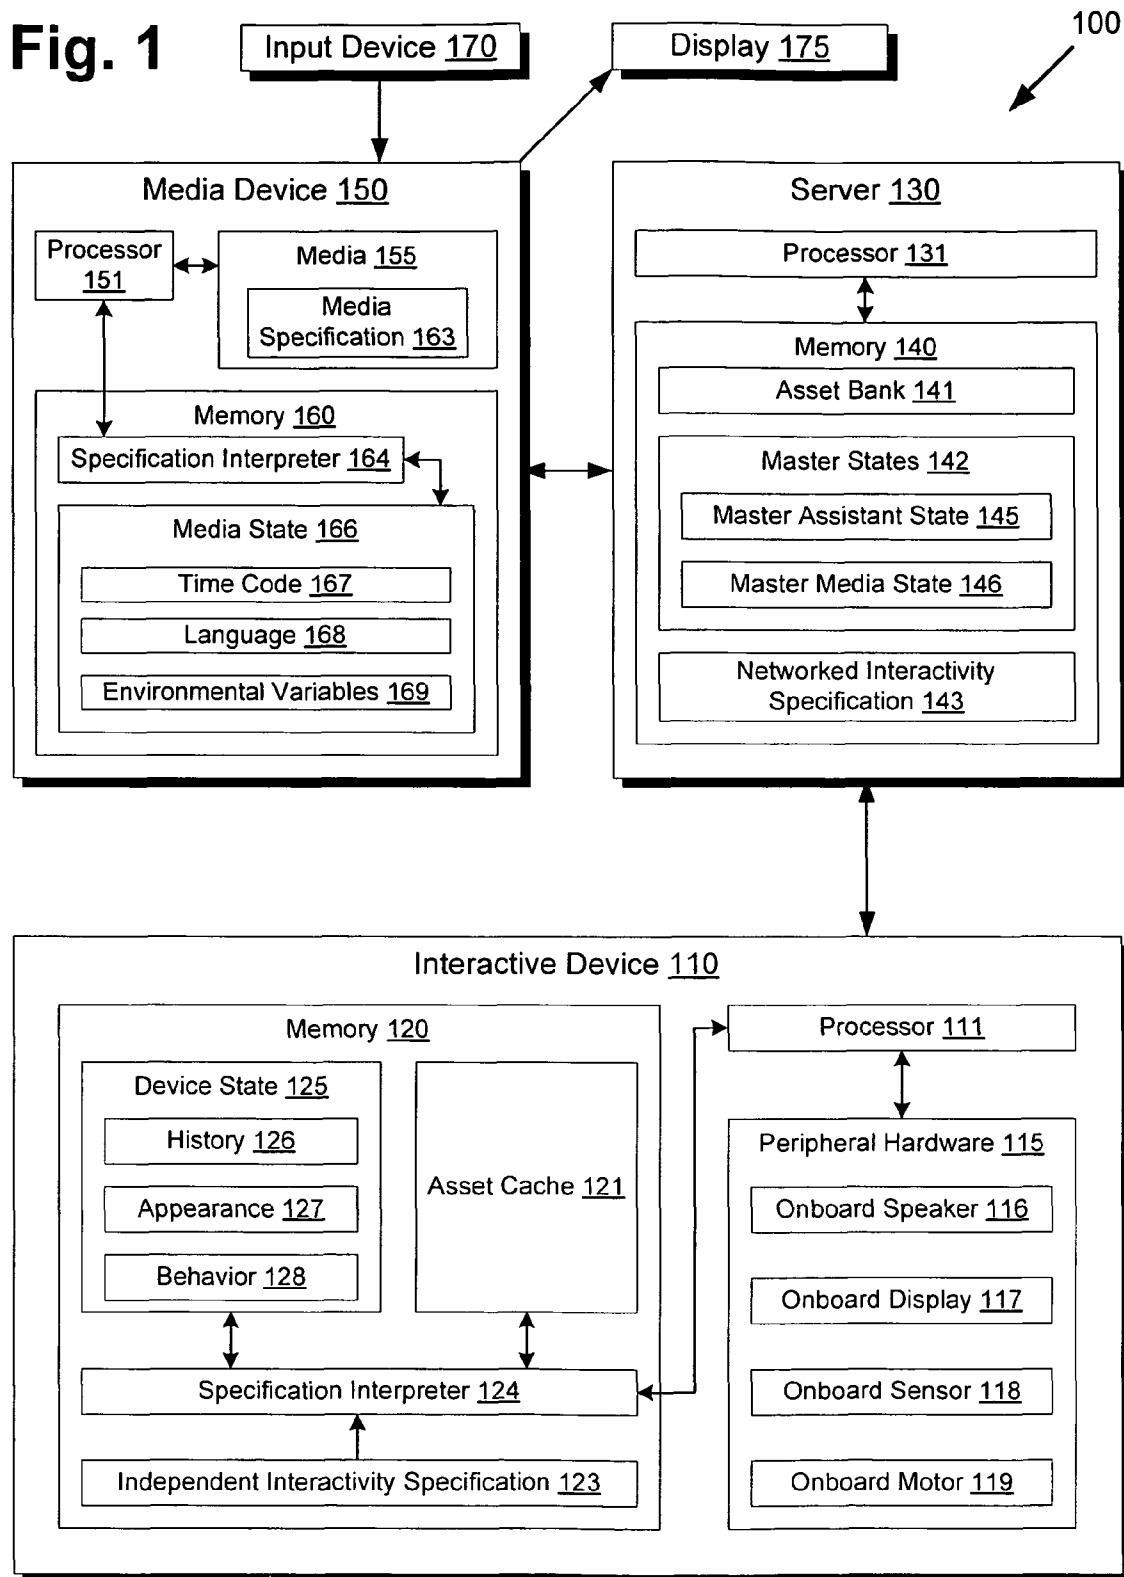 Fig. 1
Input Device 170
Display 175
100
Media Device 150
Processor
151
Media 155
Media
Specification 163
Memory 160
Specification Interpreter 164
Media State 166
Time Code 167
Language 168
Environmental Variables 169
Server 130
Processor 131
Memory 140
Asset Bank 141
Master States 142
Master Assistant State 145
Master Media State 146
Networked Interactivity
Specification 143
Interactive Device 110
Memory 120
Device State 125
History 126
Appearance 127
Behavior 128
Asset Cache 121
Specification Interpreter 124
Independent Interactivity Specification 123
Processor 111
Peripheral Hardware 115
Onboard Speaker 116
Onboard Display 117
Onboard Sensor 118
Onboard Motor 119